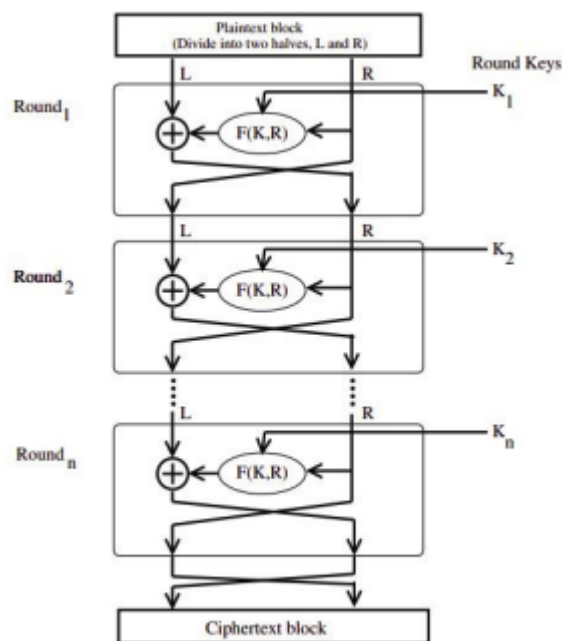 Plaintext block
(Divide into two halves, L and R)
Round Keys
L
R
K1
Round1
F(K,R)
L
R
K2
Round2
F(K,R)
L
R
Kn
Roundn
F(K,R)
Ciphertext block